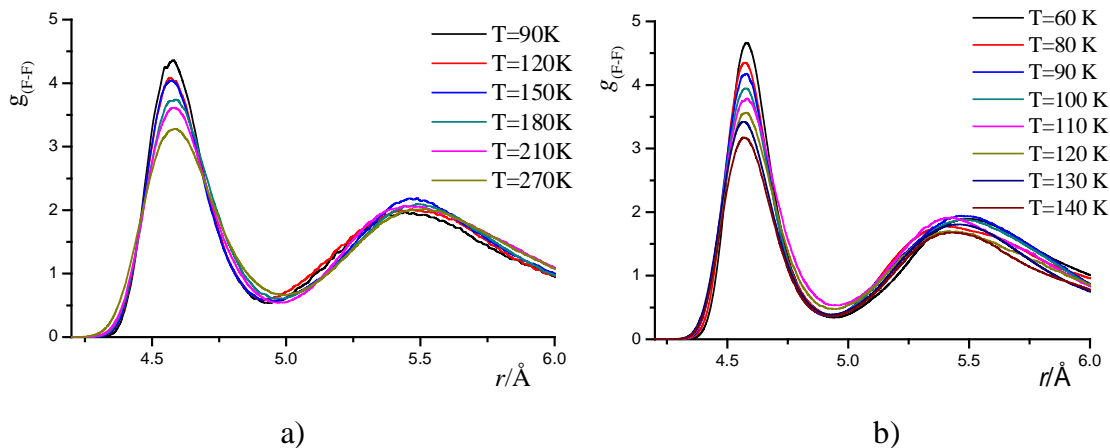 g(F-F)
5
4
3
2
1
0
4.5
5.0
5.5
6.0
r/Å
T=90K
T=120K
T=150K
T=180K
T=210K
T=270K
a)
g(F-F)
5
4
3
2
1
0
4.5
5.0
5.5
6.0
r/Å
T=60 K
T=80 K
T=90 K
T=100 K
T=110 K
T=120 K
T=130 K
T=140 K
b)